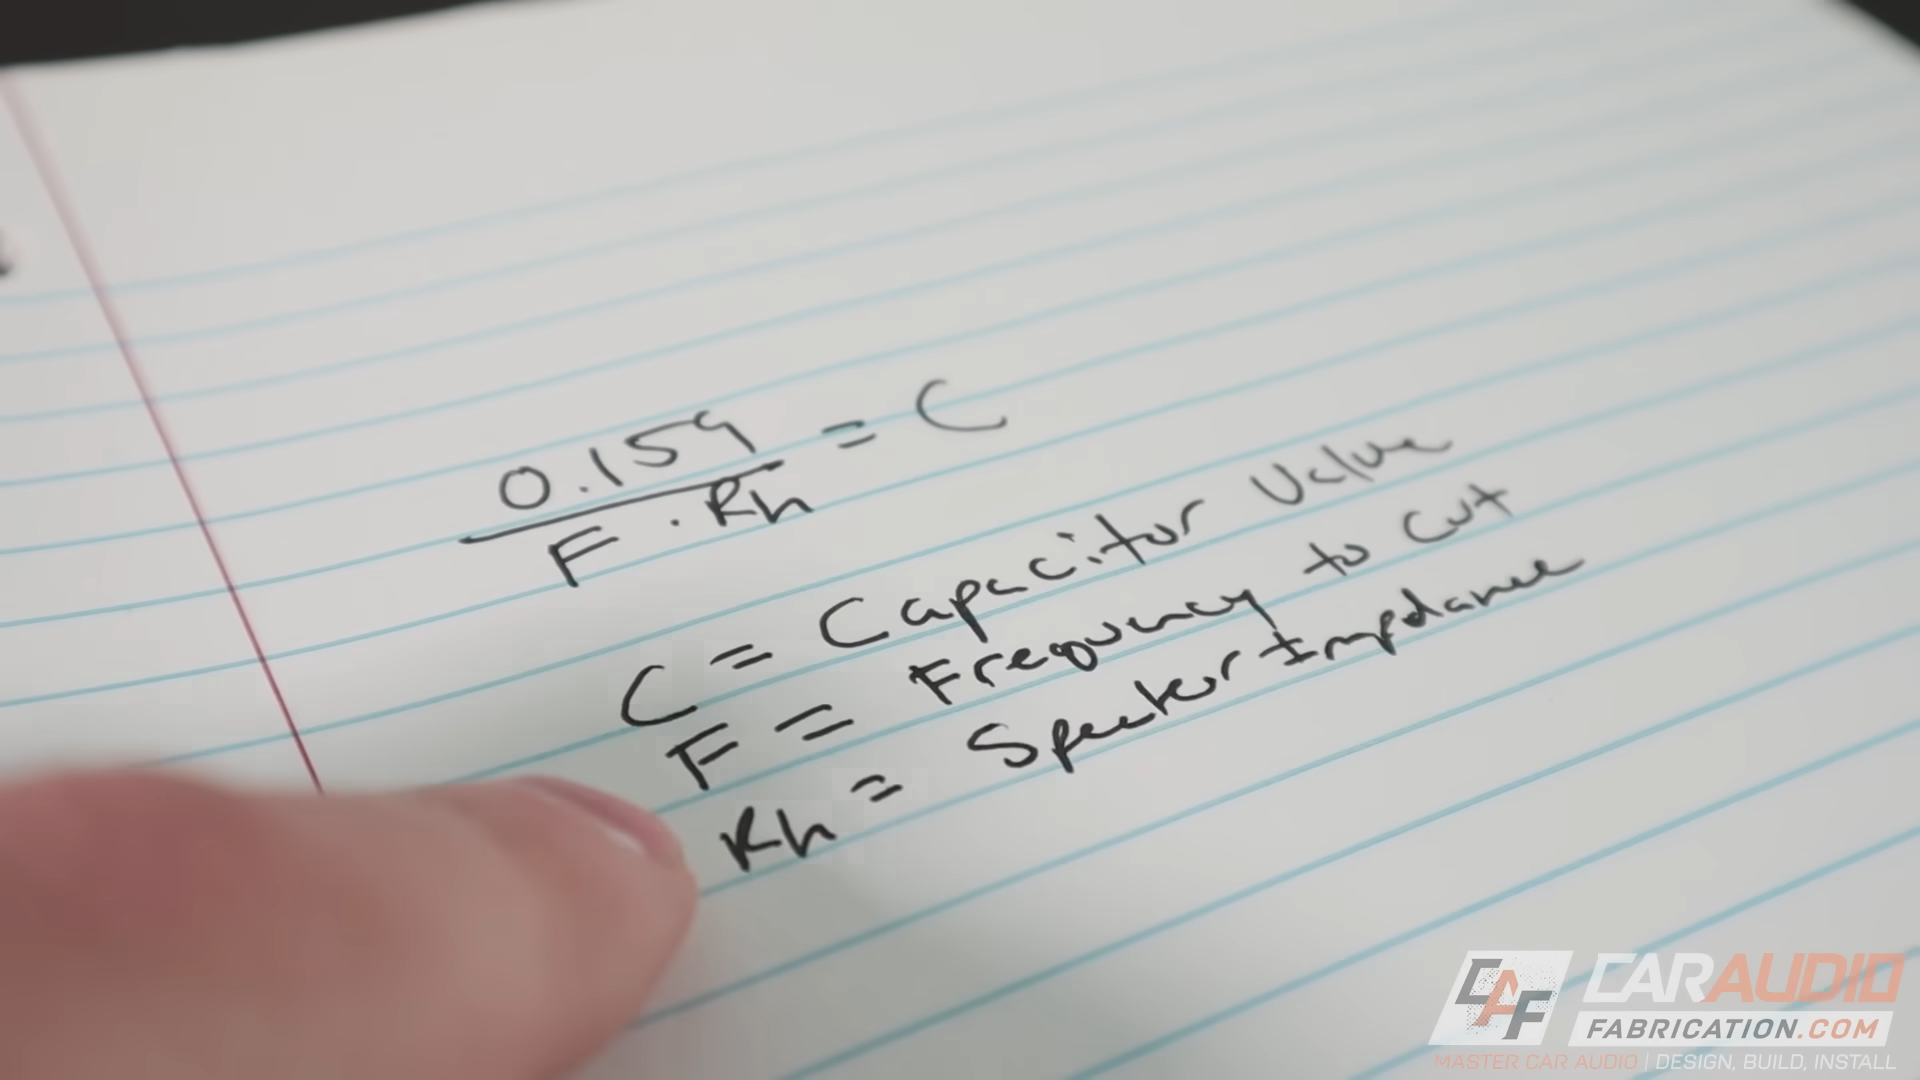 0.159 = C
F . Rh
C = Capacitor Value
F = Frequency to Cut
Rh = Speaker Impedance
CAF CARAUDIO
FABRICATION.COM
MASTER CAR AUDIO | DESIGN, BUILD, INSTALL